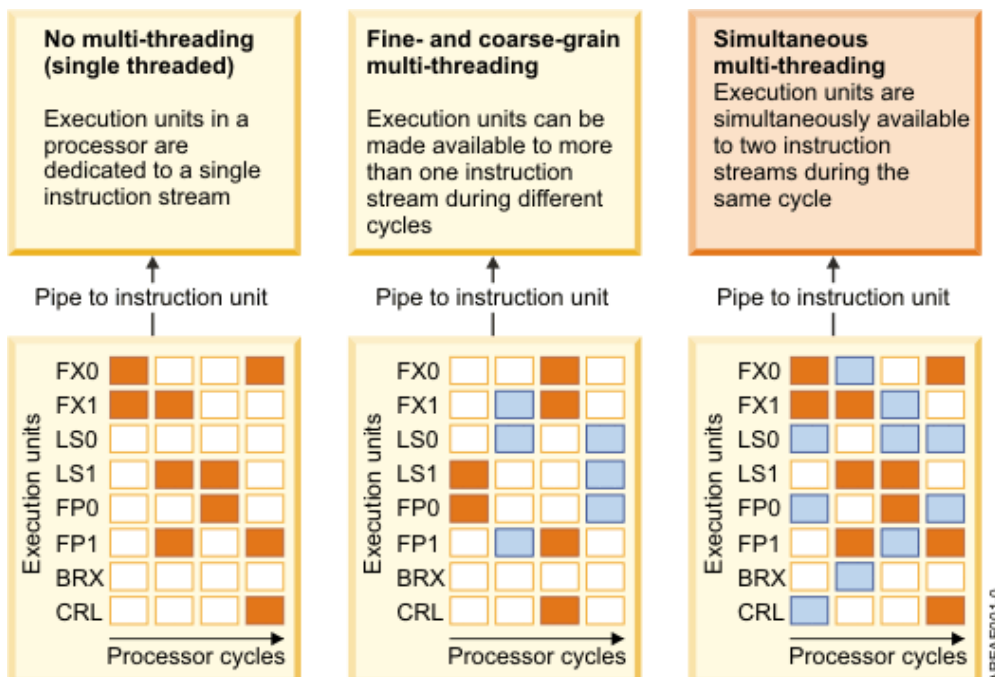 No multi-threading
(single threaded)
Execution units in a
processor are
dedicated to a single
instruction stream
Fine- and coarse-grain
multi-threading
Execution units can be
made available to more
than one instruction
stream during different
cycles
Simultaneous
multi-threading
Execution units are
simultaneously available
to two instruction
streams during the
same cycle
Pipe to instruction unit
Pipe to instruction unit
Pipe to instruction unit
Execution units
FX0
FX1
LS0
LS1
FP0
FP1
BRX
CRL
Processor cycles
Execution units
FX0
FX1
LS0
LS1
FP0
FP1
BRX
CRL
Processor cycles
Execution units
FX0
FX1
LS0
LS1
FP0
FP1
BRX
CRL
Processor cycles